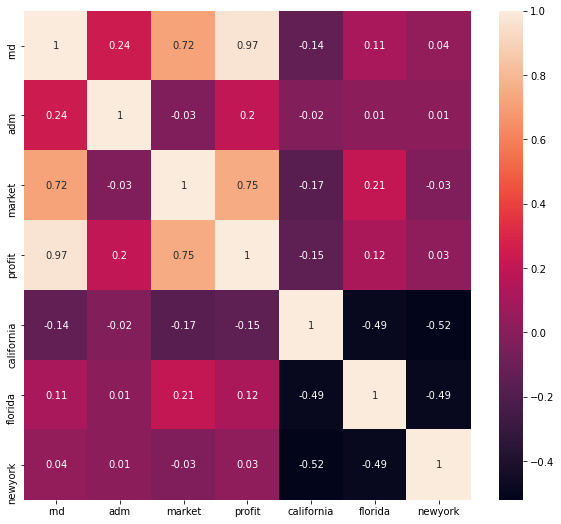 rnd 1 0.24 0.72 0.97 -0.14 0.11 0.04
adm 0.24 1 -0.03 0.2 -0.02 0.01 0.01
market 0.72 -0.03 1 0.75 -0.17 0.21 -0.03
profit 0.97 0.2 0.75 1 -0.15 0.12 0.03
california -0.14 -0.02 -0.17 -0.15 1 -0.49 -0.52
florida 0.11 0.01 0.21 0.12 -0.49 1 -0.49
newyork 0.04 0.01 -0.03 0.03 -0.52 -0.49 1
rnd adm market profit california florida newyork
1.0
0.8
0.6
0.4
0.2
0.0
−0.2
−0.4